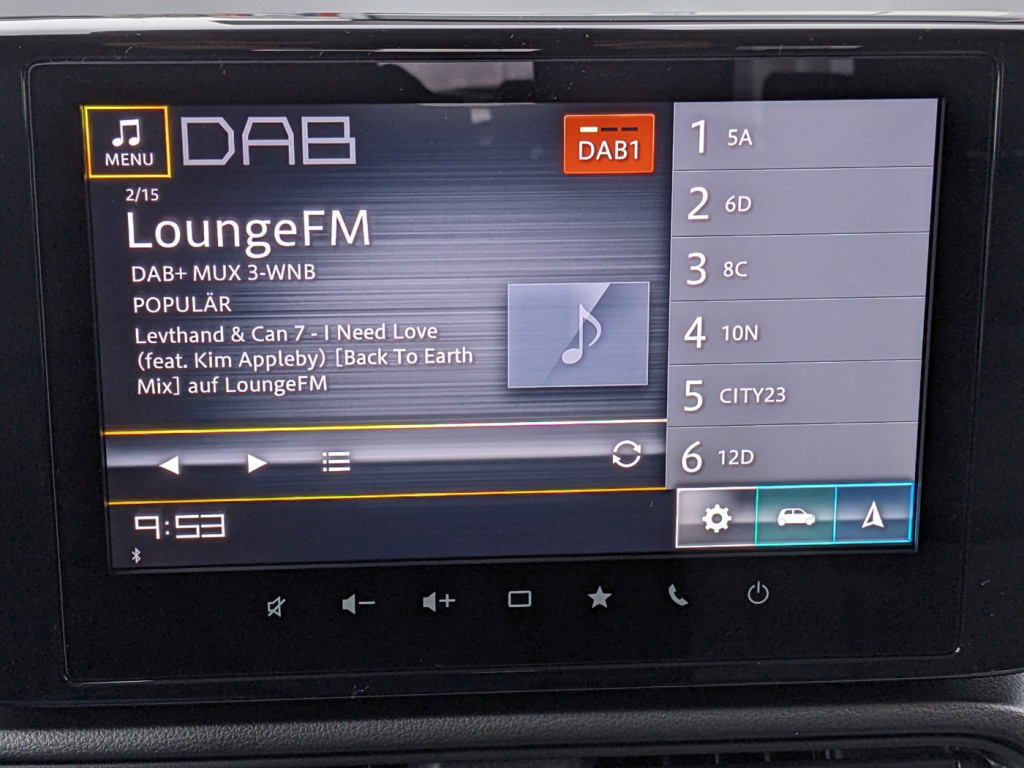 MENU
DAB
DAB1
2/15
LoungeFM
DAB+ MUX 3-WNB
POPULÄR
Levthand & Can 7 - I Need Love
(feat. Kim Appleby) [Back To Earth
Mix] auf LoungeFM
9:53
1 5A
2 6D
3 8C
4 10N
5 CITY23
6 12D